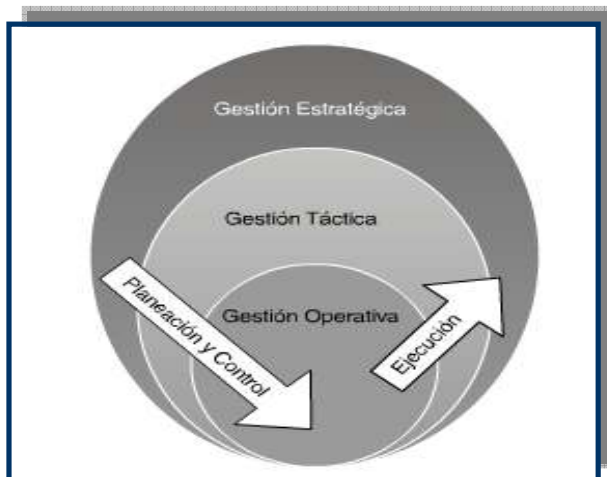 Gestión Estratégica
Gestión Táctica
Gestión Operativa
Planeación y Control
Ejecución